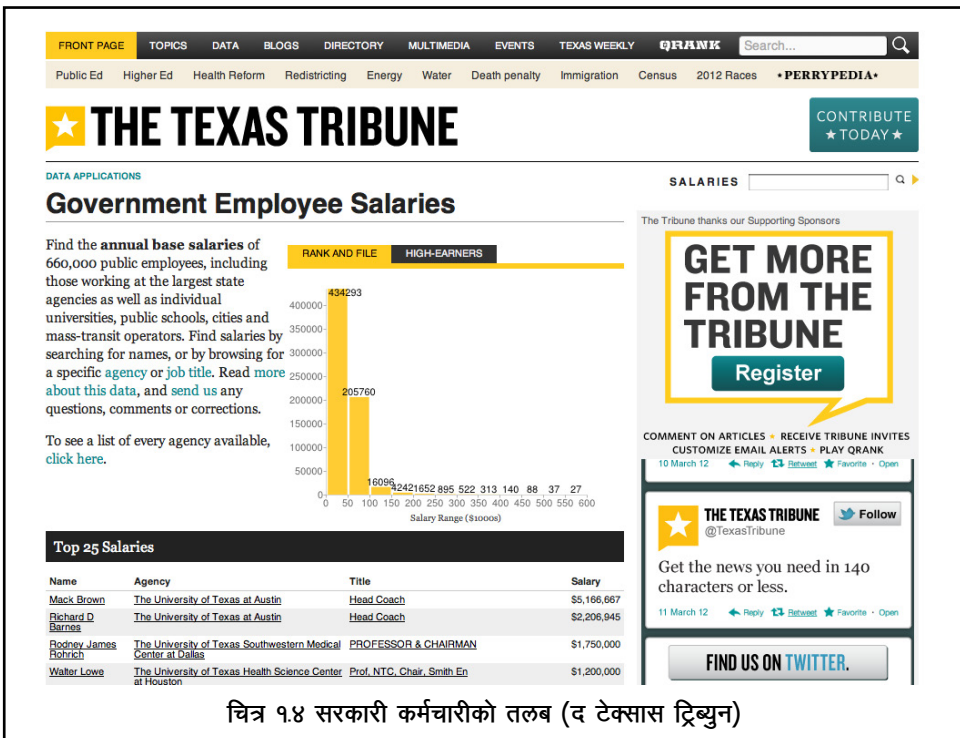 FRONT PAGE TOPICS DATA BLOGS DIRECTORY MULTIMEDIA EVENTS TEXAS WEEKLY QRANK Search...
Public Ed Higher Ed Health Reform Redistricting Energy Water Death penalty Immigration Census 2012 Races •PERRYPEDIA•
THE TEXAS TRIBUNE
CONTRIBUTE
★TODAY★
DATA APPLICATIONS
SALARIES
Government Employee Salaries
Find the annual base salaries of
660,000 public employees, including
those working at the largest state
agencies as well as individual
universities, public schools, cities and
mass-transit operators. Find salaries by
searching for names, or by browsing for
a specific agency or job title. Read more
about this data, and send us any
questions, comments or corrections.
To see a list of every agency available,
click here.
RANK AND FILE HIGH-EARNERS
434293
400000
350000
300000
250000
205760
200000
150000
100000
50000
16096 4242 1652 895 522 313 140 88 37 27
0
0 50 100 150 200 250 300 350 400 450 500 550 600
Salary Range ($1000s)
The Tribune thanks our Supporting Sponsors
GET MORE
FROM THE
TRIBUNE
Register
COMMENT ON ARTICLES • RECEIVE TRIBUNE INVITES
CUSTOMIZE EMAIL ALERTS • PLAY QRANK
10 March 12 Reply Retweet Favorite · Open
THE TEXAS TRIBUNE Follow
@TexasTribune
Get the news you need in 140
characters or less.
11 March 12 Reply Retweet Favorite · Open
FIND US ON TWITTER.
Top 25 Salaries
Name Agency Title Salary
Mack Brown The University of Texas at Austin Head Coach $5,166,667
Richard D The University of Texas at Austin Head Coach $2,206,945
Barnes
Rodney James The University of Texas Southwestern Medical PROFESSOR & CHAIRMAN $1,750,000
Rohrich Center at Dallas
Walter Lowe The University of Texas Health Science Center Prof, NTC, Chair, Smith En $1,200,000
at Houston
चित्र १.४ सरकारी कर्मचारीको तलब (द टेक्सास ट्रिब्युन)